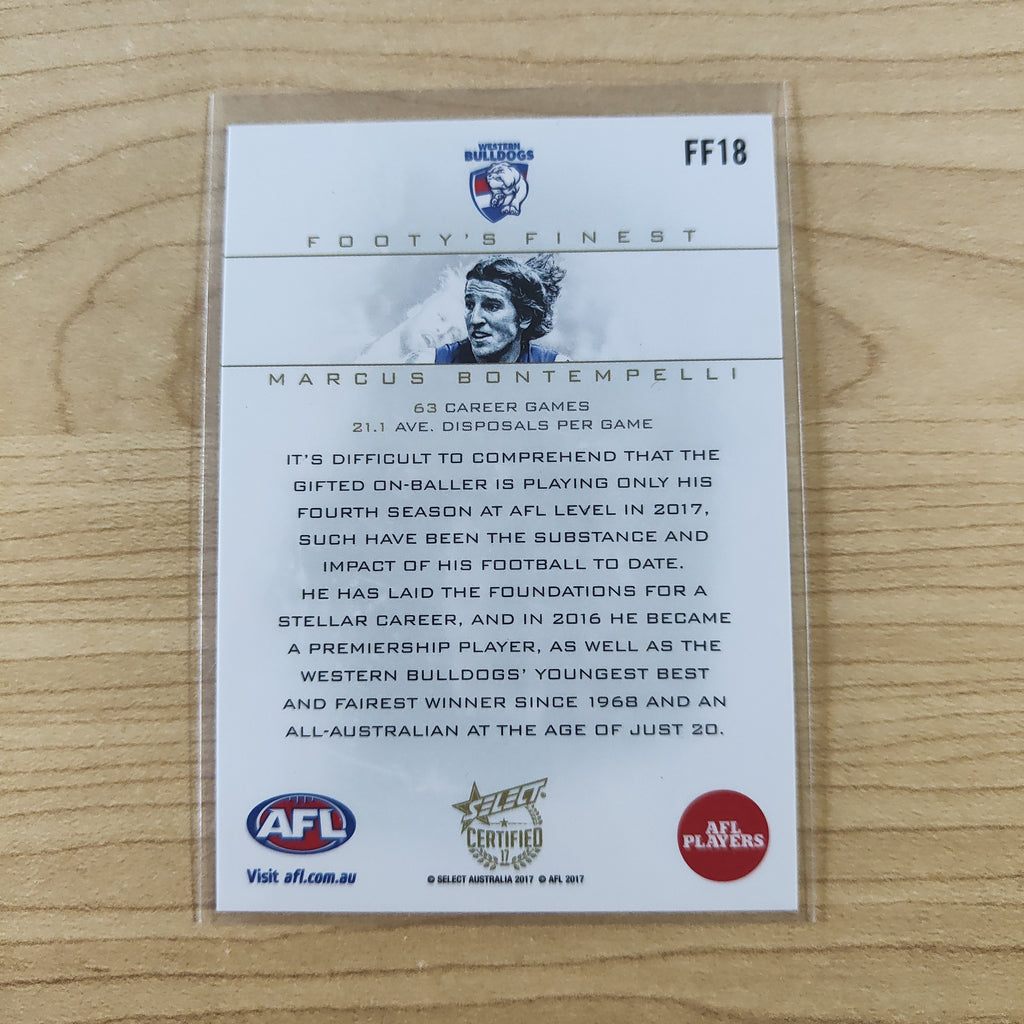 WESTERN
BULLDOGS
FF18
FOOTY'S FINEST
MARCUS BONTEMPELLI
63 CAREER GAMES
21.1 AVE. DISPOSALS PER GAME
IT'S DIFFICULT TO COMPREHEND THAT THE
GIFTED ON-BALLER IS PLAYING ONLY HIS
FOURTH SEASON AT AFL LEVEL IN 2017,
SUCH HAVE BEEN THE SUBSTANCE AND
IMPACT OF HIS FOOTBALL TO DATE.
HE HAS LAID THE FOUNDATIONS FOR A
STELLAR CAREER, AND IN 2016 HE BECAME
A PREMIERSHIP PLAYER, AS WELL AS THE
WESTERN BULLDOGS' YOUNGEST BEST
AND FAIREST WINNER SINCE 1968 AND AN
ALL-AUSTRALIAN AT THE AGE OF JUST 20.
AFL
Visit afl.com.au
SELECT
CERTIFIED
17
© SELECT AUSTRALIA 2017 © AFL 2017
AFL
PLAYERS